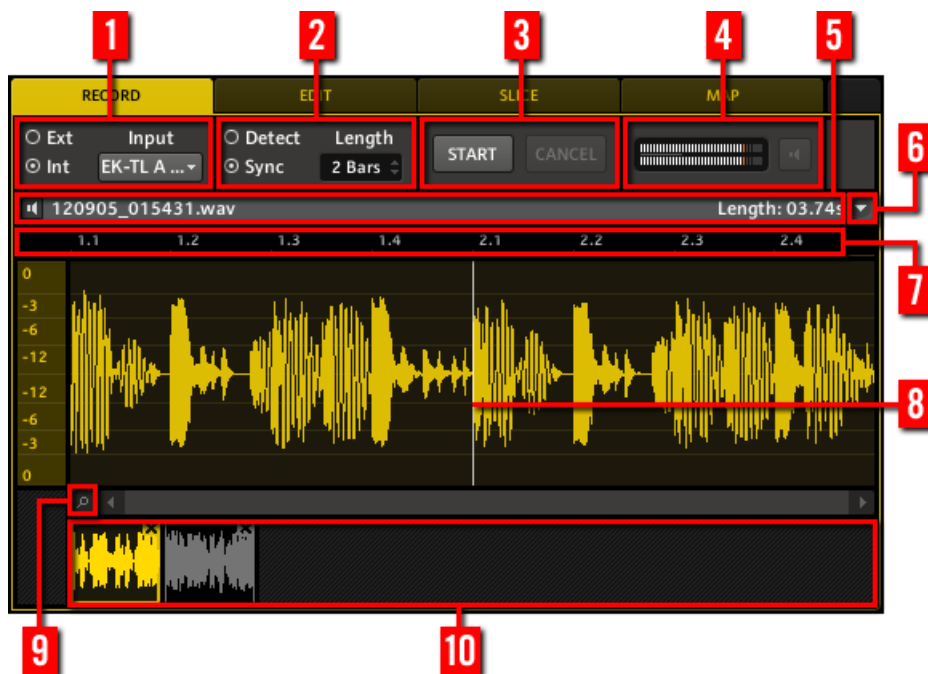 1 2 3 4 5
RECORD EDIT SLICE MAP
Ext Input Detect Length
START CANCEL
Int EK-TL A ... Sync 2 Bars
6
120905_015431.wav Length: 03.74s
1.1 1.2 1.3 1.4 2.1 2.2 2.3 2.4
7
0
-3
-6
-12
-12
8
-6
-3
0
9 10